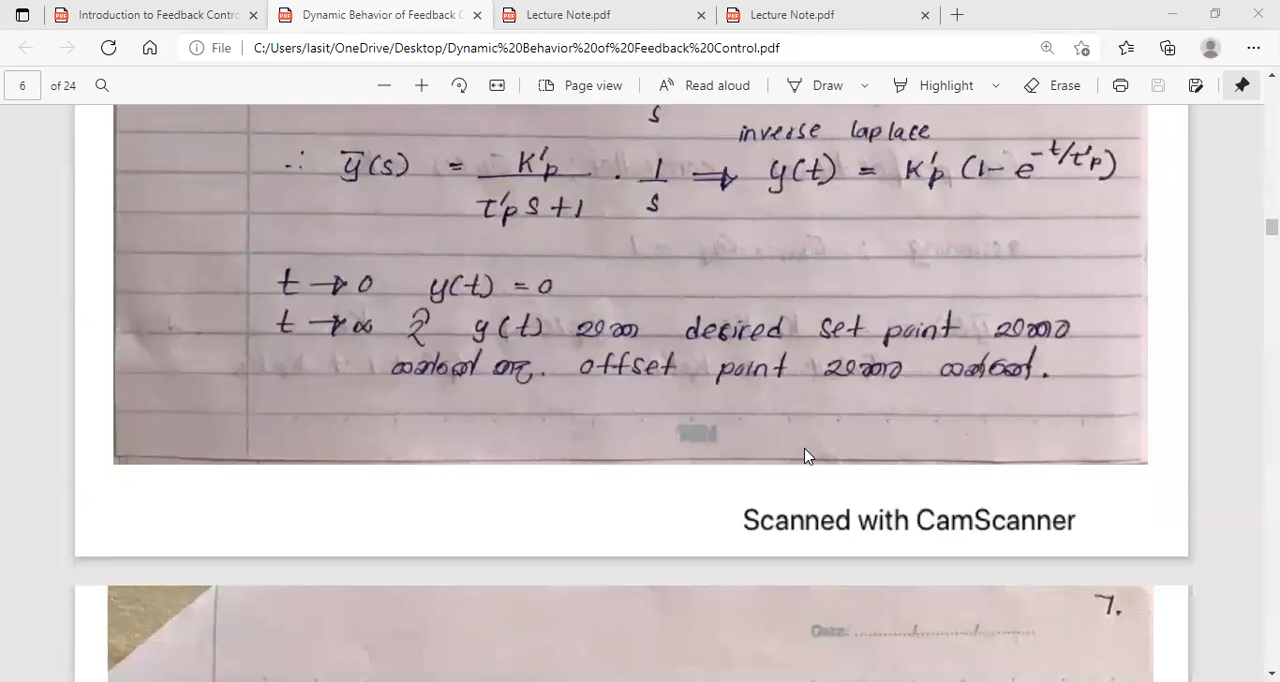 Introduction to Feedback Contro
Dynamic Behavior of Feedback C
Lecture Note.pdf
Lecture Note.pdf
File
C:/Users/lasit/OneDrive/Desktop/Dynamic%20Behavior%20of%20Feedback%20Control.pdf
6 of 24
Page view
Read aloud
Draw
Highlight
Erase
s
inverse laplace
∴ ȳ(s) = K'p / (τ'p s + 1) · 1/s ⇒ y(t) = K'p (1 - e^-t/τ'p)
t → 0 y(t) = 0
t → ∞ y(t) desired set point
offset point
Scanned with CamScanner
7.
Date: